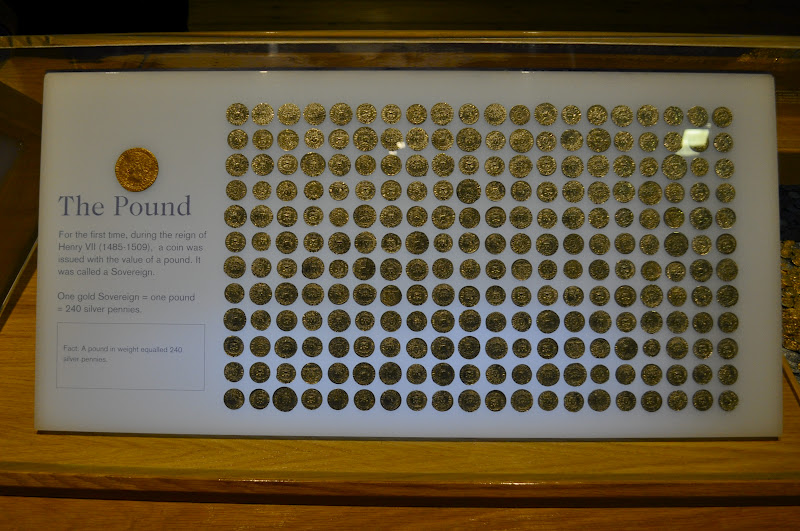 The Pound
For the first time, during the reign of
Henry VII (1485-1509), a coin was
issued with the value of a pound. It
was called a Sovereign.
One gold Sovereign = one pound
= 240 silver pennies.
Fact: A pound in weight equalled 240
silver pennies.